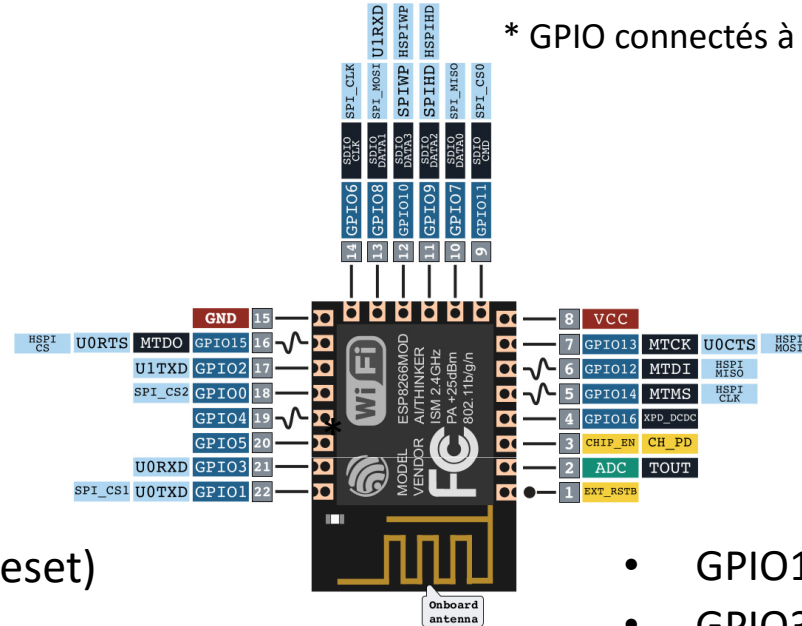 * GPIO connectés à
SPI_CLK SPI_MOSI U1RXD SPIWP HSPIWP SPIHD HSPIHD SPI_MISO SPI_CS0
SDIO CLK SDIO DATA1 SDIO DATA3 SDIO DATA2 SDIO DATA0 SDIO CMD
GPIO6 GPIO8 GPIO10 GPIO9 GPIO7 GPIO11
14 13 12 11 10 9
GND 15
HSPI CS U0RTS MTDO GPIO15 16
U1TXD GPIO2 17
SPI_CS2 GPIO0 18
GPIO4 19 *
GPIO5 20
U0RXD GPIO3 21
SPI_CS1 U0TXD GPIO1 22
WiFi
MODEL ESP8266MOD
VENDOR AI/THINKER
ISM 2.4GHz
PA +25dBm
802.11b/g/n
FC
8 VCC
7 GPIO13 MTCK U0CTS HSPI MOSI
6 GPIO12 MTDI HSPI MISO
5 GPIO14 MTMS HSPI CLK
4 GPIO16 XPD_DCDC
3 CHIP_EN CH_PD
2 ADC TOUT
1 EXT_RSTB
Onboard
antenna
eset)
• GPIO1
• GPIO3